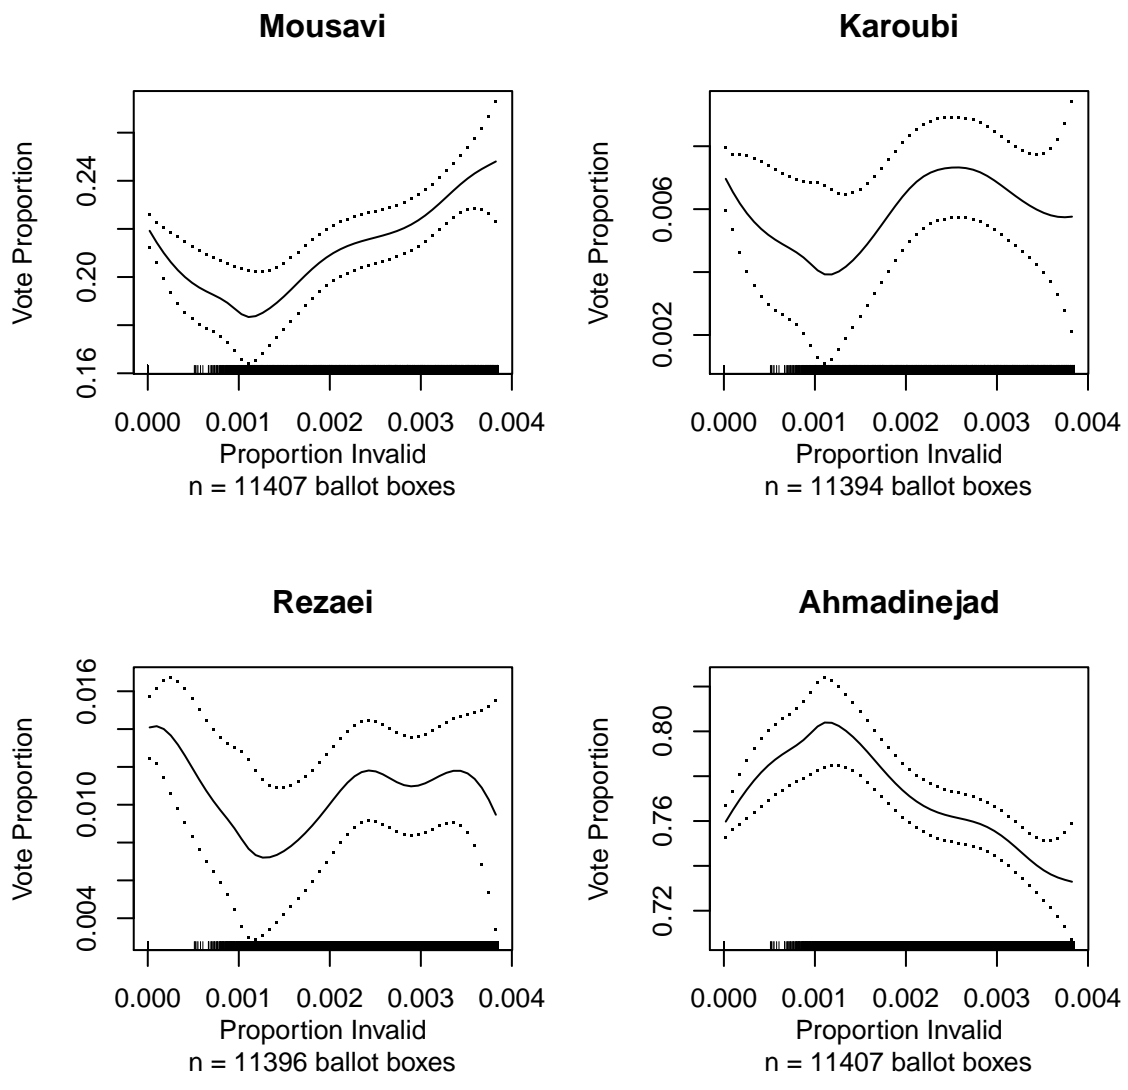 Mousavi
Vote Proportion
0.16 0.20 0.24
0.000 0.001 0.002 0.003 0.004
Proportion Invalid
n = 11407 ballot boxes
Karoubi
Vote Proportion
0.002 0.006
0.000 0.001 0.002 0.003 0.004
Proportion Invalid
n = 11394 ballot boxes
Rezaei
Vote Proportion
0.004 0.010 0.016
0.000 0.001 0.002 0.003 0.004
Proportion Invalid
n = 11396 ballot boxes
Ahmadinejad
Vote Proportion
0.72 0.76 0.80
0.000 0.001 0.002 0.003 0.004
Proportion Invalid
n = 11407 ballot boxes